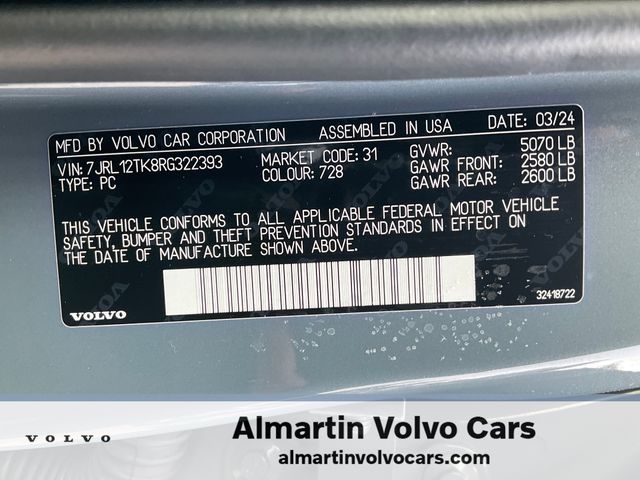 MFD BY VOLVO CAR CORPORATION ASSEMBLED IN USA DATE: 03/24
VIN: 7JRL12TK8RG322393 MARKET CODE: 31 GVWR: 5070 LB
TYPE: PC COLOUR: 728 GAWR FRONT: 2580 LB
GAWR REAR: 2600 LB
THIS VEHICLE CONFORMS TO ALL APPLICABLE FEDERAL MOTOR VEHICLE
SAFETY, BUMPER AND THEFT PREVENTION STANDARDS IN EFFECT ON
THE DATE OF MANUFACTURE SHOWN ABOVE.
VOLVO 32418722
VOLVO Almartin Volvo Cars
almartinvolvocars.com